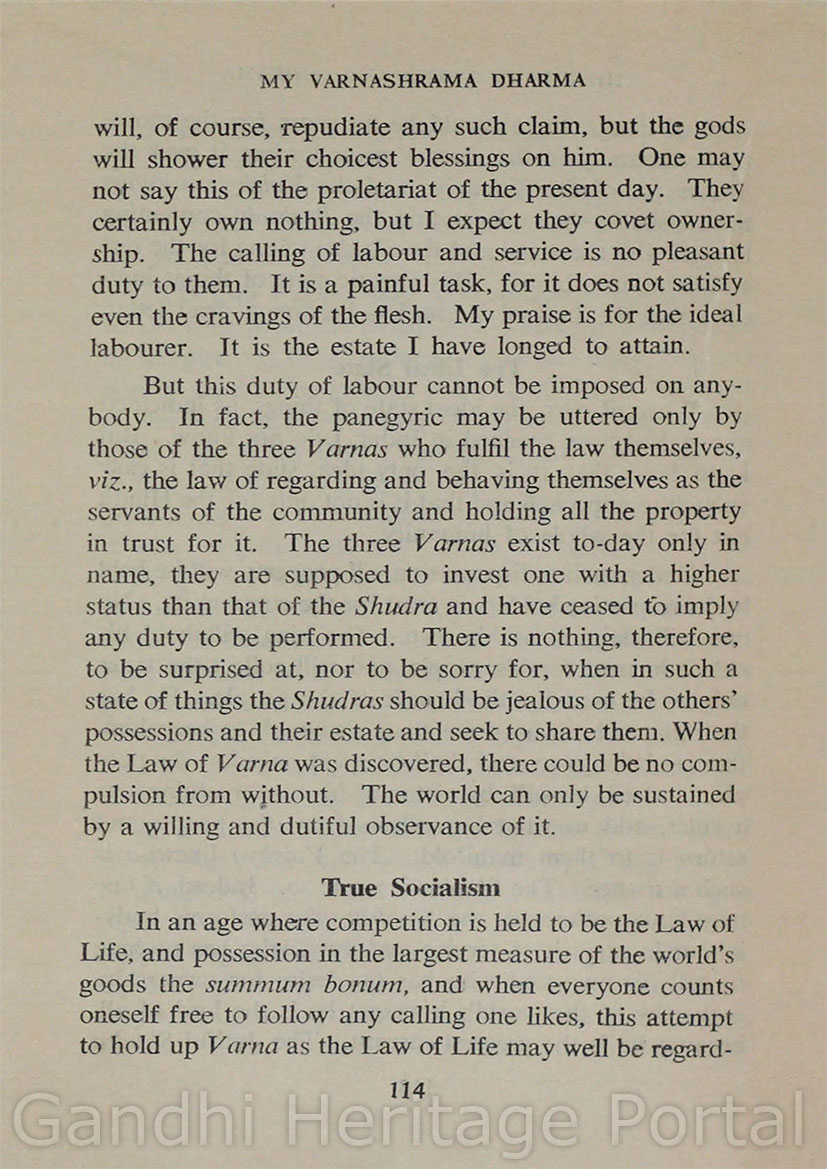 MY VARNASHRAMA DHARMA
will, of course, repudiate any such claim, but the gods
will shower their choicest blessings on him. One may
not say this of the proletariat of the present day. They
certainly own nothing, but I expect they covet owner-
ship. The calling of labour and service is no pleasant
duty to them. It is a painful task, for it does not satisfy
even the cravings of the flesh. My praise is for the ideal
labourer. It is the estate I have longed to attain.
But this duty of labour cannot be imposed on any-
body. In fact, the panegyric may be uttered only by
those of the three Varnas who fulfil the law themselves,
viz., the law of regarding and behaving themselves as the
servants of the community and holding all the property
in trust for it. The three Varnas exist to-day only in
name, they are supposed to invest one with a higher
status than that of the Shudra and have ceased to imply
any duty to be performed. There is nothing, therefore,
to be surprised at, nor to be sorry for, when in such a
state of things the Shudras should be jealous of the others'
possessions and their estate and seek to share them. When
the Law of Varna was discovered, there could be no com-
pulsion from without. The world can only be sustained
by a willing and dutiful observance of it.
True Socialism
In an age where competition is held to be the Law of
Life, and possession in the largest measure of the world's
goods the summum bonum, and when everyone counts
oneself free to follow any calling one likes, this attempt
to hold up Varna as the Law of Life may well be regard-
114
Gandhi Heritage Portal